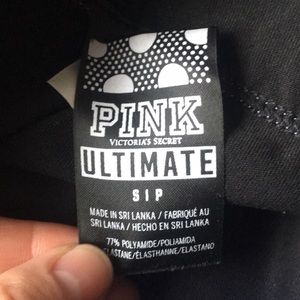 PINK
VICTORIA'S SECRET
ULTIMATE
S I P
MADE IN SRI LANKA / FABRIQUÉ AU
SRI LANKA / HECHO EN SRI LANKA
77% POLYAMIDE/POLIAMIDA
ELASTANE/ÉLASTHANNE/ELASTANO